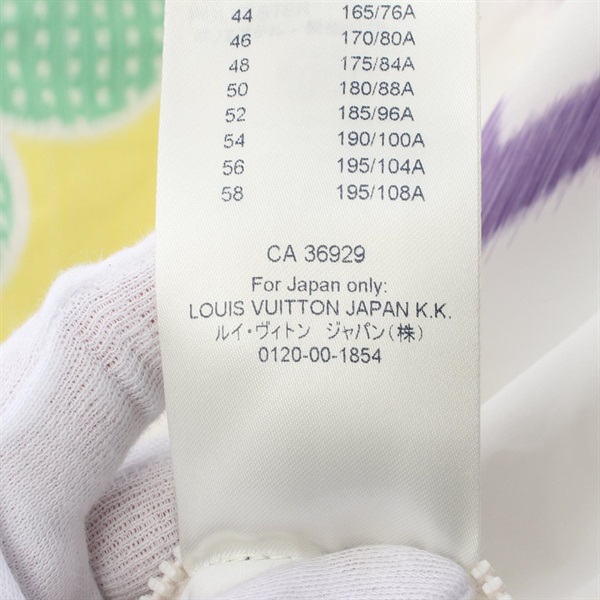 44 165/76A
46 170/80A
48 175/84A
50 180/88A
52 185/96A
54 190/100A
56 195/104A
58 195/108A
CA 36929
For Japan only:
LOUIS VUITTON JAPAN K.K.
ルイ・ヴィトン ジャパン(株)
0120-00-1854